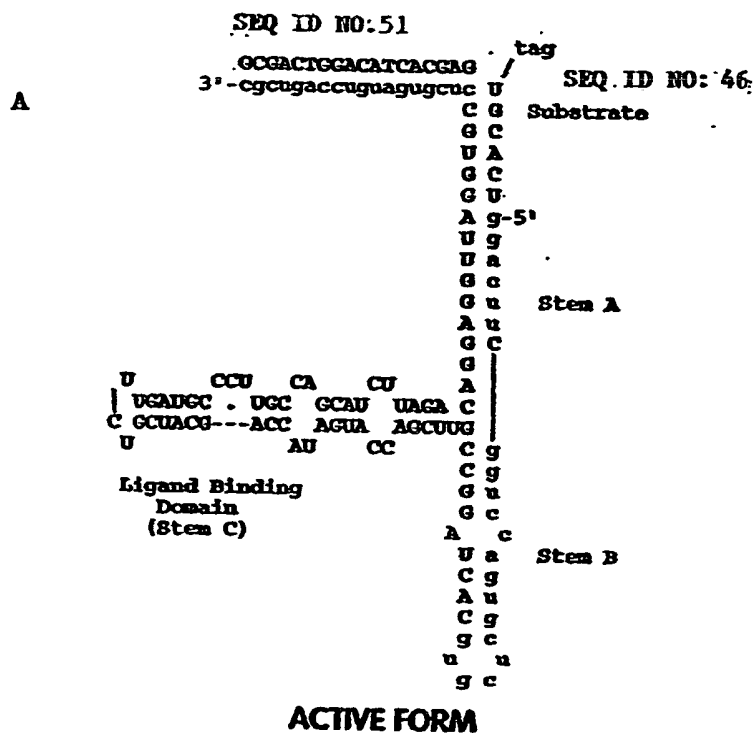 SEQ ID NO:51
tag
GCGACTGGACATCACGAG
SEQ ID NO: 46
3'-cgcugaccuguagugcuc U
A
C G Substrate
G C
U A
G C
G U
A g-5'
U g
U a
G c
G u Stem A
A u
G C
G
U CCU CA CU A
UGAUGC . UGC GCAU UAGA C
C GCUACG---ACC AGUA AGCUUG g
U AU CC C g
Ligand Binding C u
Domain G c
(Stem C) G
A c
U a Stem B
C g
A u
C g
g c
u u
g c
ACTIVE FORM